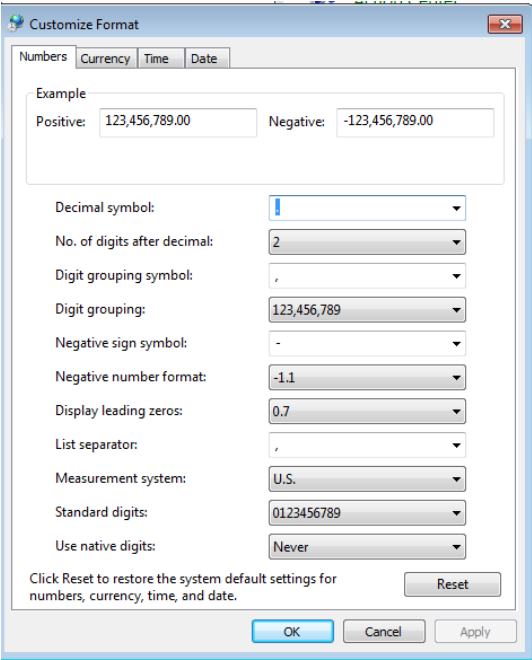 Action Center
Customize Format
Numbers Currency Time Date
Example
Positive: 123,456,789.00 Negative: -123,456,789.00
Decimal symbol: .
No. of digits after decimal: 2
Digit grouping symbol: ,
Digit grouping: 123,456,789
Negative sign symbol: -
Negative number format: -1.1
Display leading zeros: 0.7
List separator: ,
Measurement system: U.S.
Standard digits: 0123456789
Use native digits: Never
Click Reset to restore the system default settings for
numbers, currency, time, and date. Reset
OK Cancel Apply